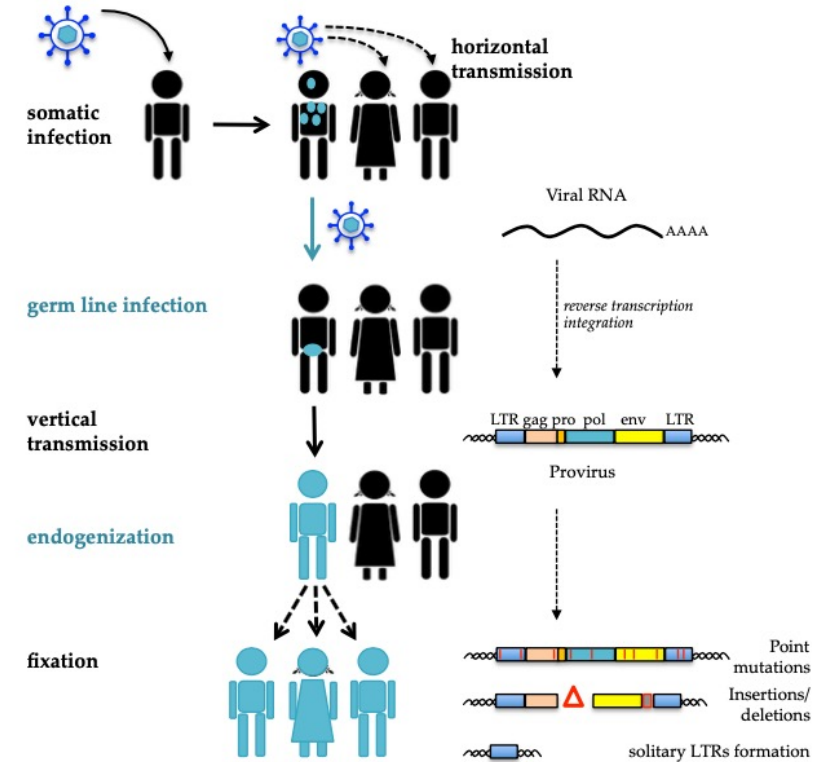 horizontal
transmission
somatic
infection
Viral RNA
AAAA
germ line infection
reverse transcription
integration
vertical
transmission
LTR gag pro pol env LTR
Provirus
endogenization
fixation
Point
mutations
Δ
Insertions/
deletions
solitary LTRs formation